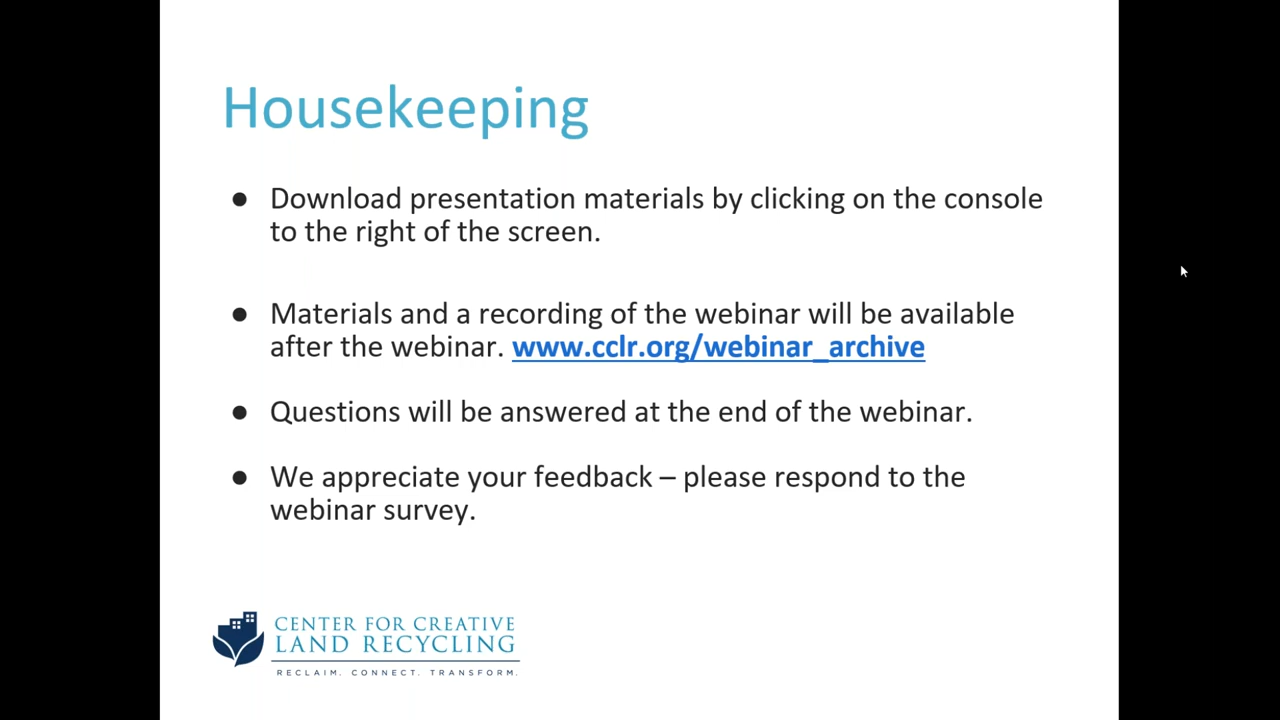 Housekeeping
● Download presentation materials by clicking on the console
to the right of the screen.
● Materials and a recording of the webinar will be available
after the webinar. www.cclr.org/webinar_archive
● Questions will be answered at the end of the webinar.
● We appreciate your feedback – please respond to the
webinar survey.
CENTER FOR CREATIVE
LAND RECYCLING
RECLAIM. CONNECT. TRANSFORM.